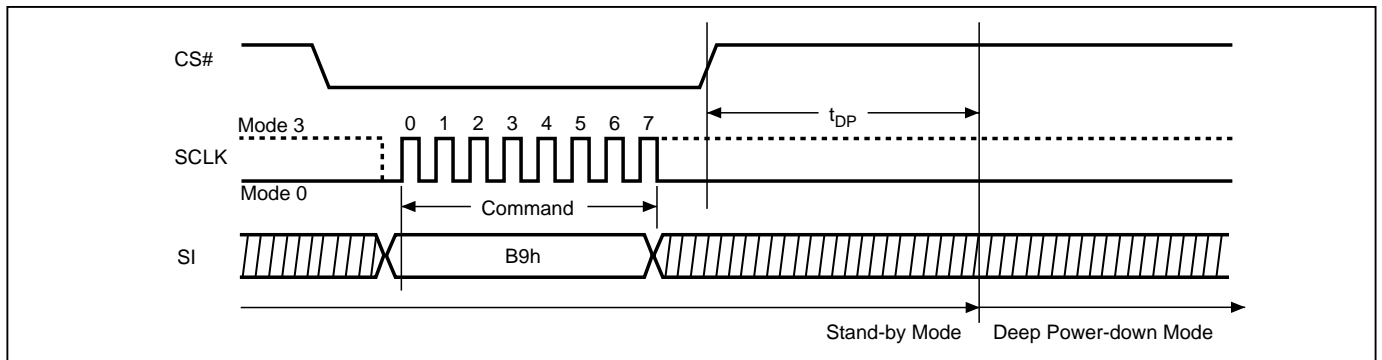 CS#
tDP
Mode 3
0 1 2 3 4 5 6 7
SCLK
Mode 0
Command
SI
B9h
Stand-by Mode
Deep Power-down Mode